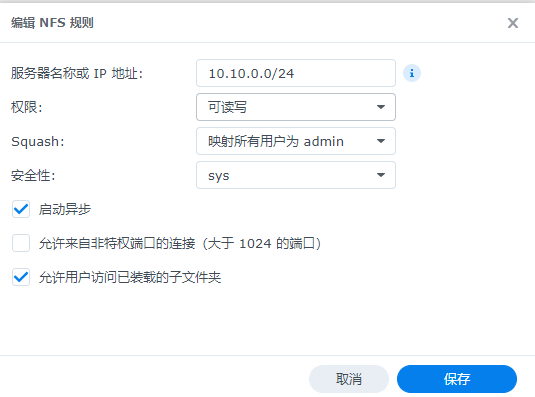 编辑 NFS 规则
服务器名称或 IP 地址: 10.10.0.0/24
权限: 可读写
Squash: 映射所有用户为 admin
安全性: sys
启动异步
允许来自非特权端口的连接（大于 1024 的端口）
允许用户访问已装载的子文件夹
取消 保存